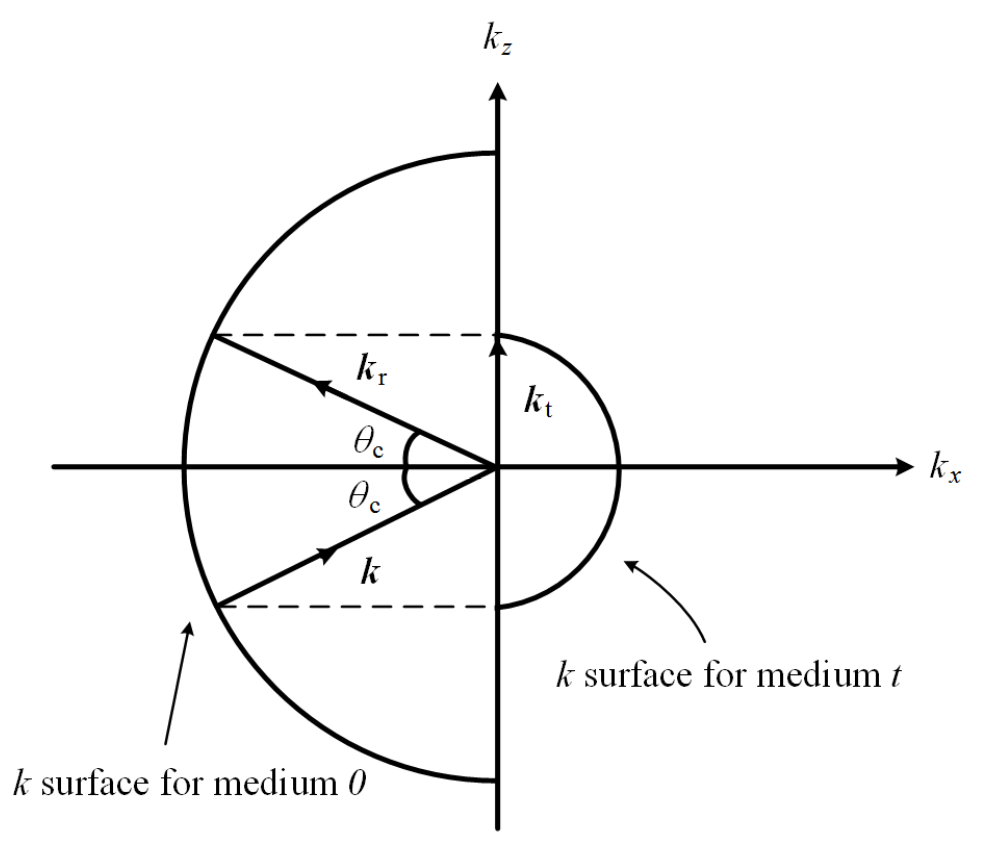 k_z
k_r
k_t
θ_c
k_x
θ_c
k
k surface for medium t
k surface for medium 0